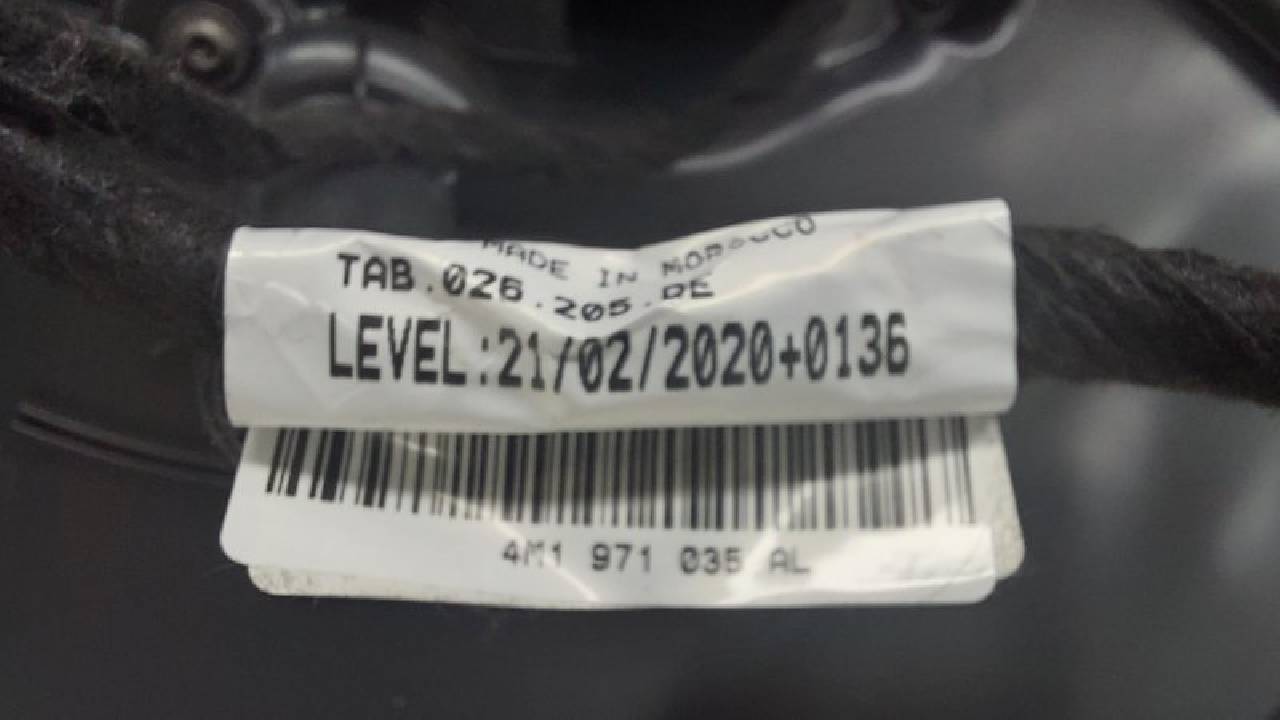 MADE IN MOROCCO
TAB.026.205.DE
LEVEL:21/02/2020+0136
4M1 971 035 AL